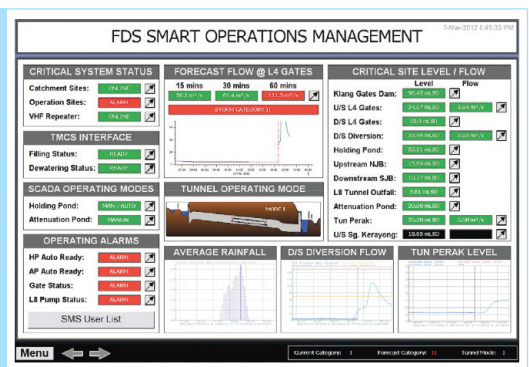 FDS SMART OPERATIONS MANAGEMENT
7-Mar-2012 6:45:33 PM
CRITICAL SYSTEM STATUS
Catchment Sites: ONLINE
Operation Sites: ALARM
VHF Repeater: ONLINE
TMCS INTERFACE
Filling Status: READY
Dewatering Status: READY
SCADA OPERATING MODES
Holding Pond: MAN / AUTO
Attenuation Pond: MANUAL
OPERATING ALARMS
HP Auto Ready: ALARM
AP Auto Ready: ALARM
Gate Status: ALARM
L8 Pump Status: ALARM
SMS User List
FORECAST FLOW @ L4 GATES
15 mins 30 mins 60 mins
STORM CATEGORY II
TUNNEL OPERATING MODE
MODE I
AVERAGE RAINFALL
D/S DIVERSION FLOW
CRITICAL SITE LEVEL / FLOW
Level Flow
Klang Gates Dam:
U/S L4 Gates:
D/S L4 Gates:
D/S Diversion:
Holding Pond:
Upstream NJB:
Downstream SJB:
L8 Tunnel Outfall:
Attenuation Pond:
Tun Perak:
U/S Sg. Kerayong:
TUN PERAK LEVEL
Menu
Current Category: I Forecast Category: II Tunnel Mode: I